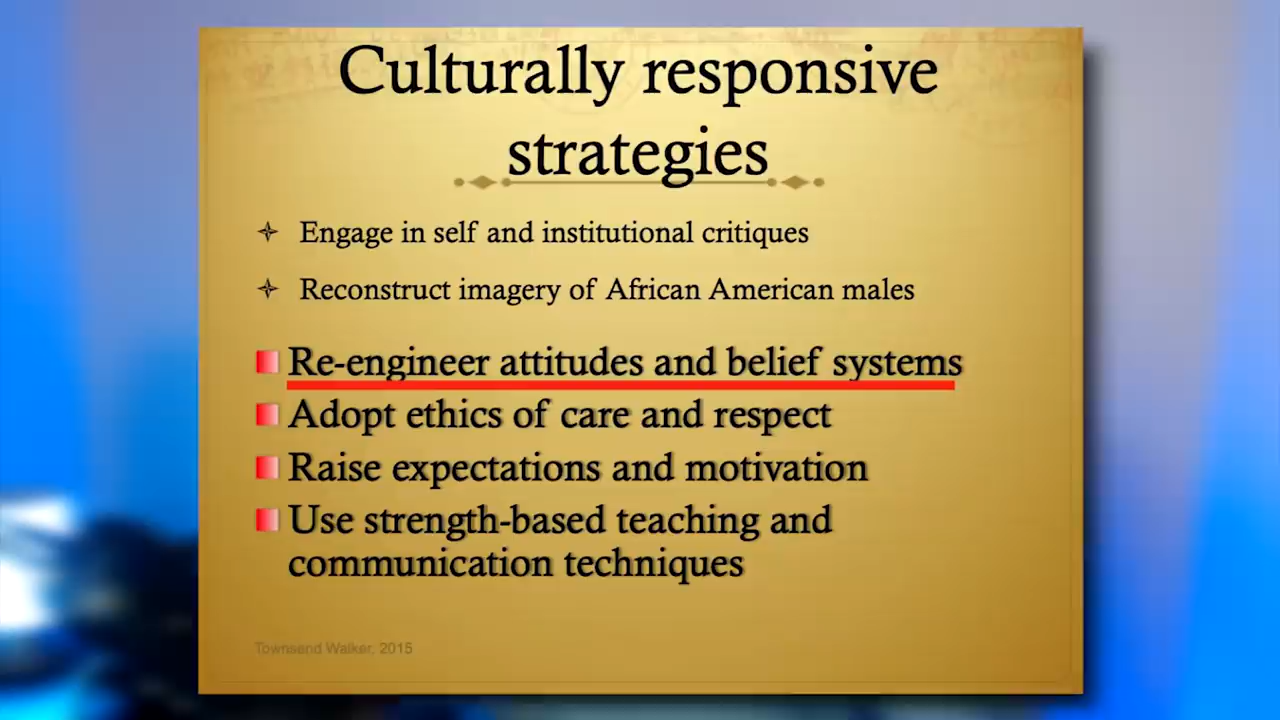 Culturally responsive
strategies
Engage in self and institutional critiques
Reconstruct imagery of African American males
Re-engineer attitudes and belief systems
Adopt ethics of care and respect
Raise expectations and motivation
Use strength-based teaching and
communication techniques
Townsend Walker, 2015